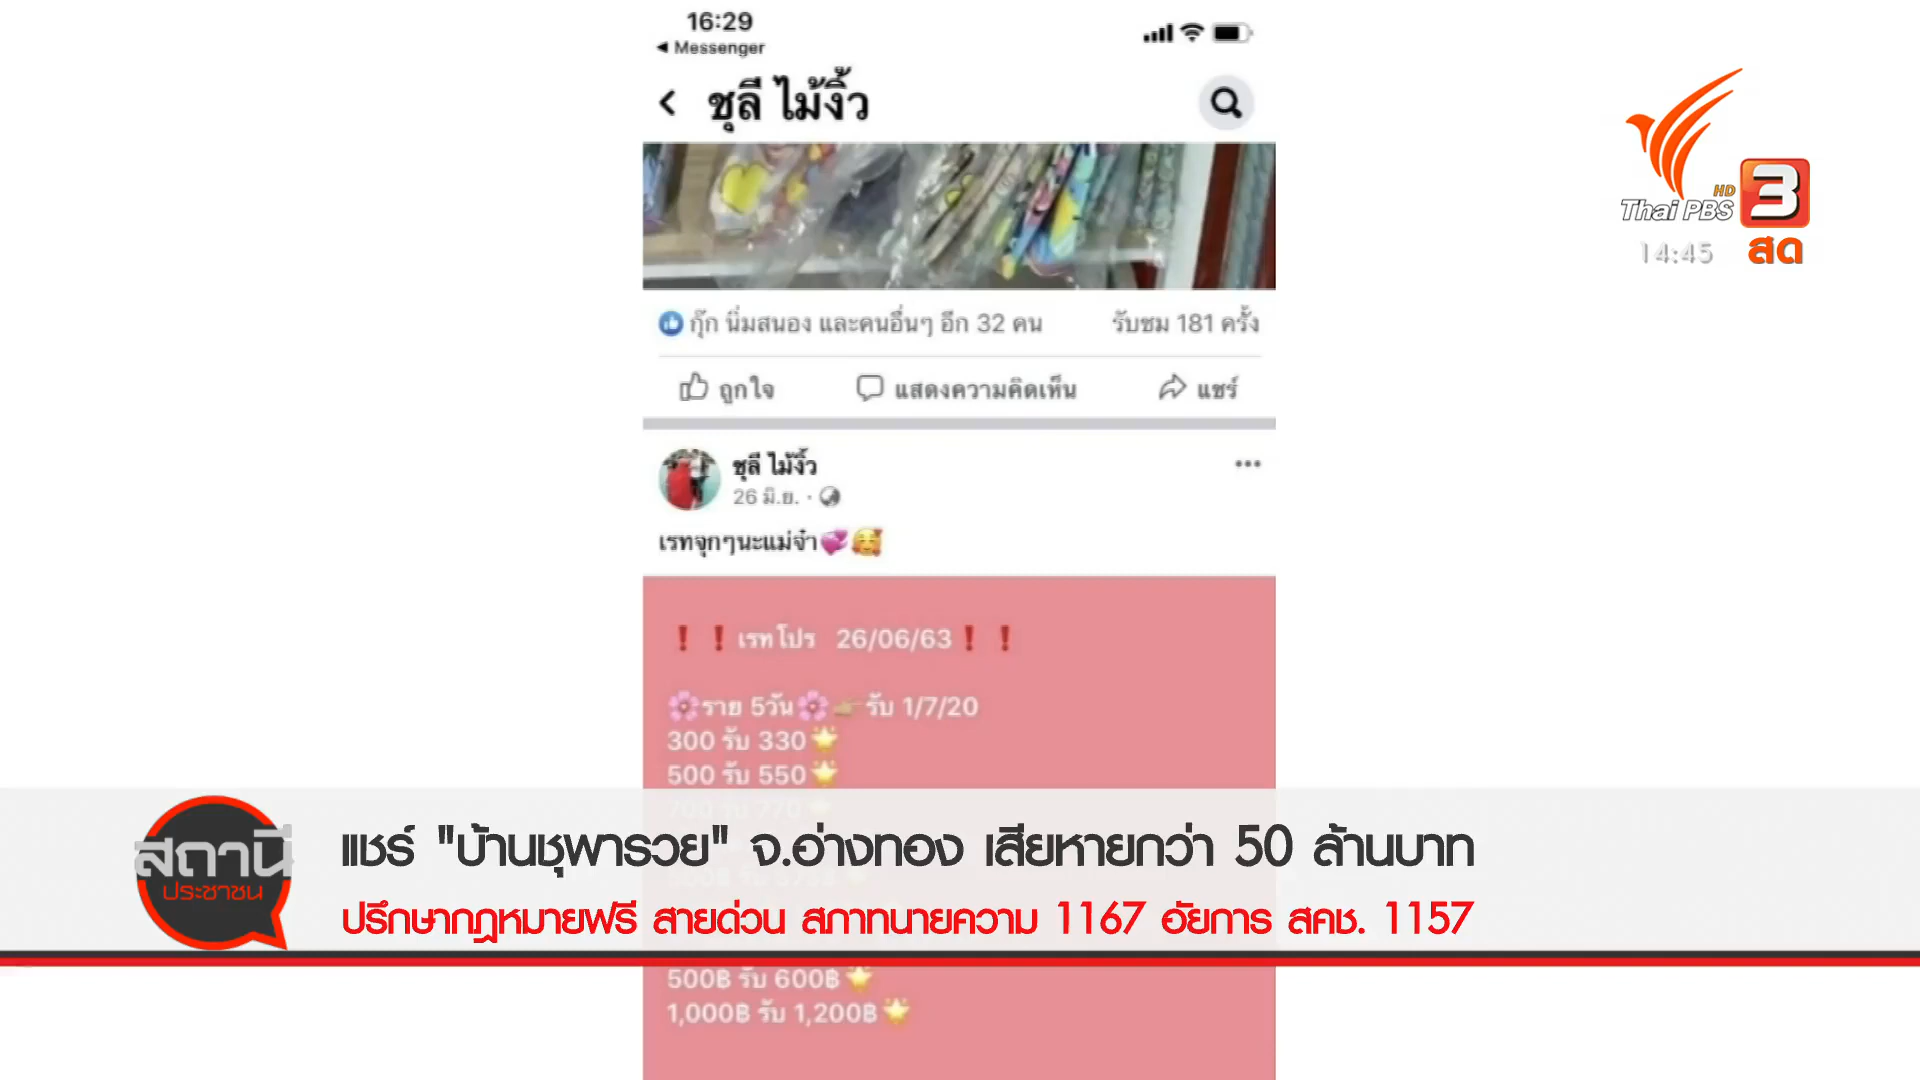 16:29
Messenger
ชุลี ไม้งิ้ว
Thai PBS HD 3
14:45 สด
กุ๊ก นิ่มสนอง และคนอื่นๆ อีก 32 คน รับชม 181 ครั้ง
ถูกใจ แสดงความคิดเห็น แชร์
ชุลี ไม้งิ้ว
26 มิ.ย.
เรทจุกๆนะแม่จ๋า💞🥰
❗❗เรทโปร 26/06/63❗❗
🌸ราย 5วัน🌸👉รับ 1/7/20
300 รับ 330🌟
500 รับ 550🌟
700 รับ 770
สถานีประชาชน
แชร์ "บ้านชุพารวย" จ.อ่างทอง เสียหายกว่า 50 ล้านบาท
ปรึกษากฎหมายฟรี สายด่วน สภาทนายความ 1167 อัยการ สคช. 1157
500฿ รับ 600฿🌟
1,000฿ รับ 1,200฿🌟